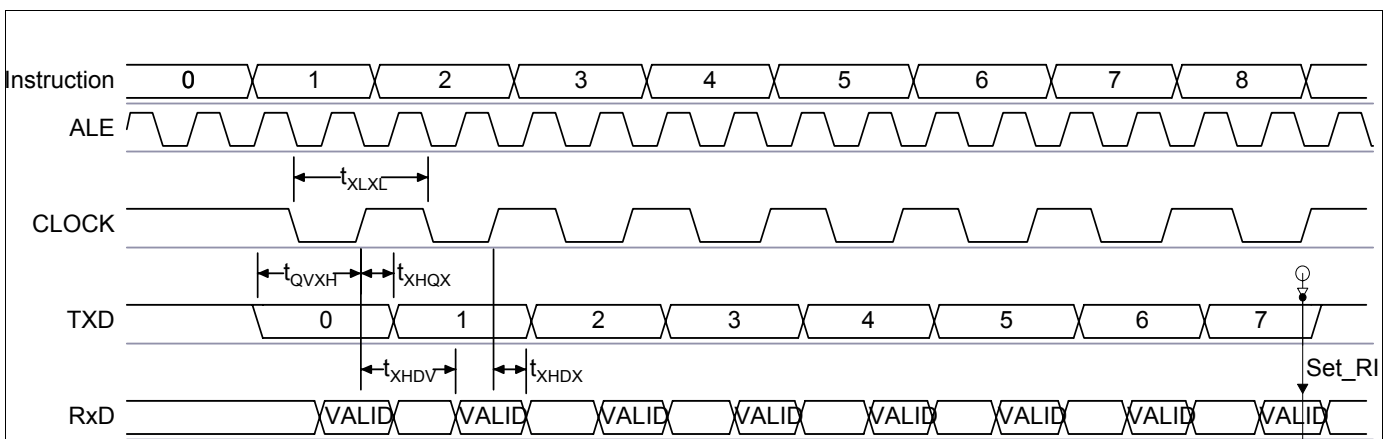 Instruction 0 1 2 3 4 5 6 7 8
ALE
tXLXL
CLOCK
tQVXH tXHQX
TXD 0 1 2 3 4 5 6 7
tXHDV tXHDX Set_RI
RxD VALID VALID VALID VALID VALID VALID VALID VALID